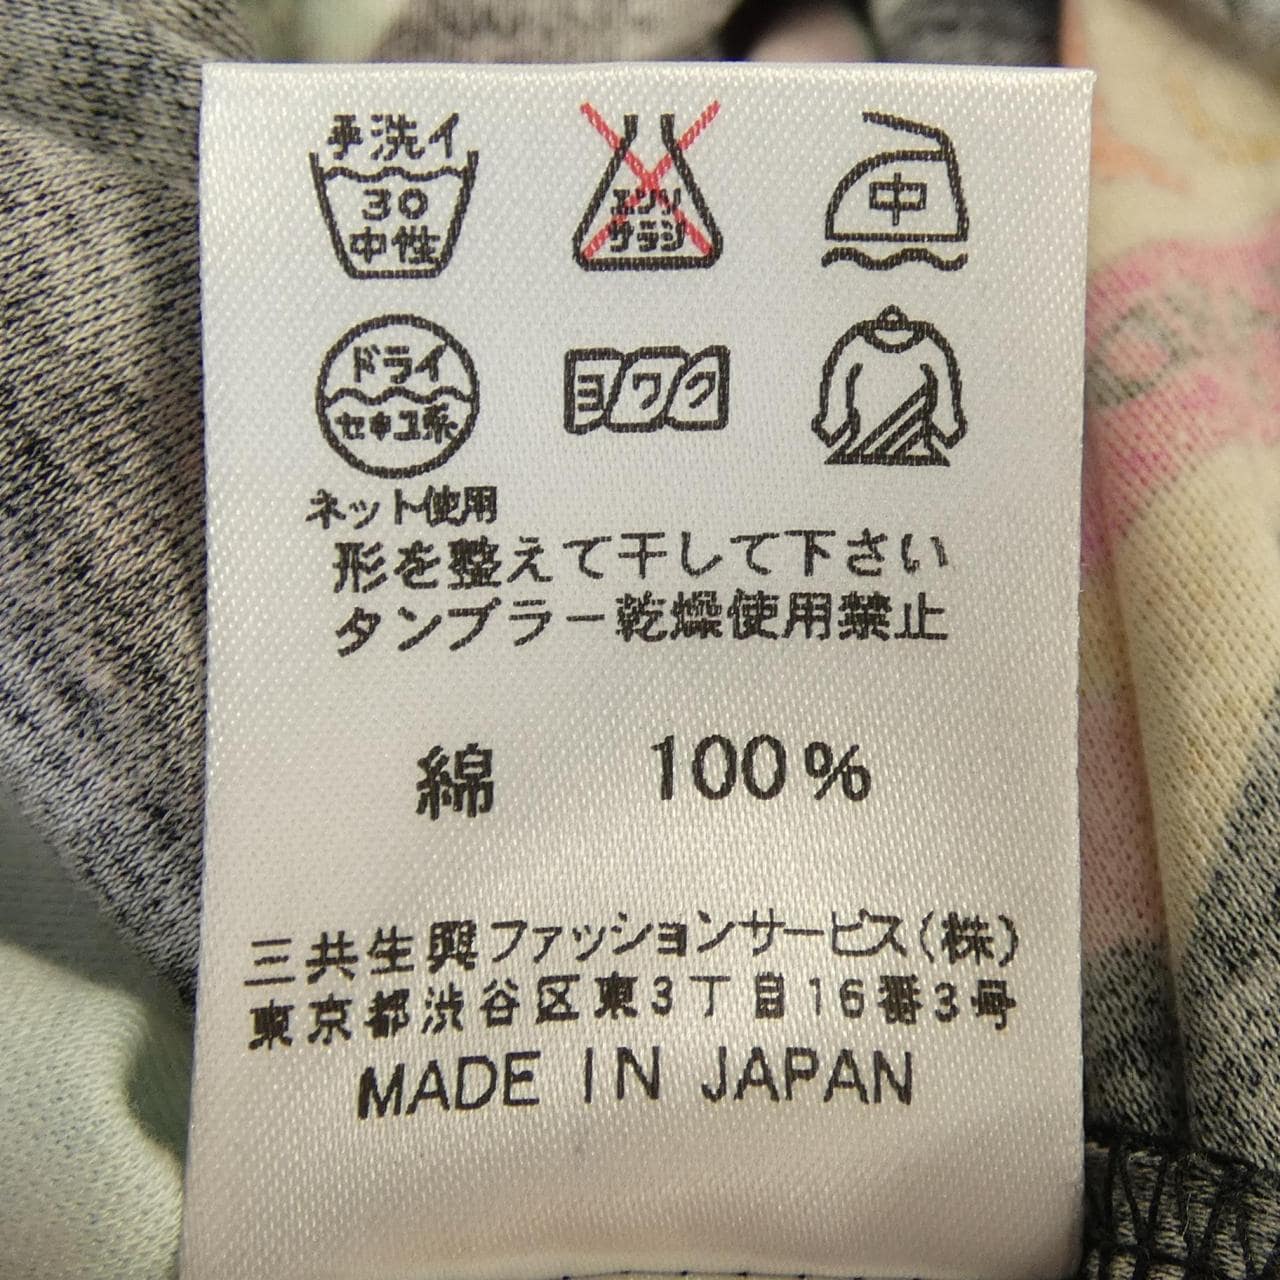 手洗イ
30
中性
エンソ
サラシ
中
ドライ
セキユ系
ヨワク
ネット使用
形を整えて干して下さい
タンブラー乾燥使用禁止
綿 100%
三共生興ファッションサービス(株)
東京都渋谷区東3丁目16番3号
MADE IN JAPAN